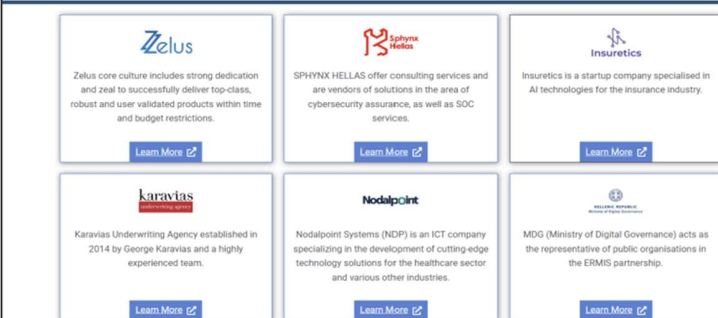 Zelus
Zelus core culture includes strong dedication
and zeal to successfully deliver top-class,
robust and user validated products within time
and budget restrictions.
Learn More
Sphynx
Hellas
SPHYNX HELLAS offer consulting services and
are vendors of solutions in the area of
cybersecurity assurance, as well as SOC
services.
Learn More
Insuretics
Insuretics is a startup company specialised in
AI technologies for the insurance industry.
Learn More
karavias
underwriting agency
Karavias Underwriting Agency established in
2014 by George Karavias and a highly
experienced team.
Learn More
Nodalpoint
Nodalpoint Systems (NDP) is an ICT company
specializing in the development of cutting-edge
technology solutions for the healthcare sector
and various other industries.
Learn More
HELLENIC REPUBLIC
Ministry of Digital Governance
MDG (Ministry of Digital Governance) acts as
the representative of public organisations in
the ERMIS partnership.
Learn More